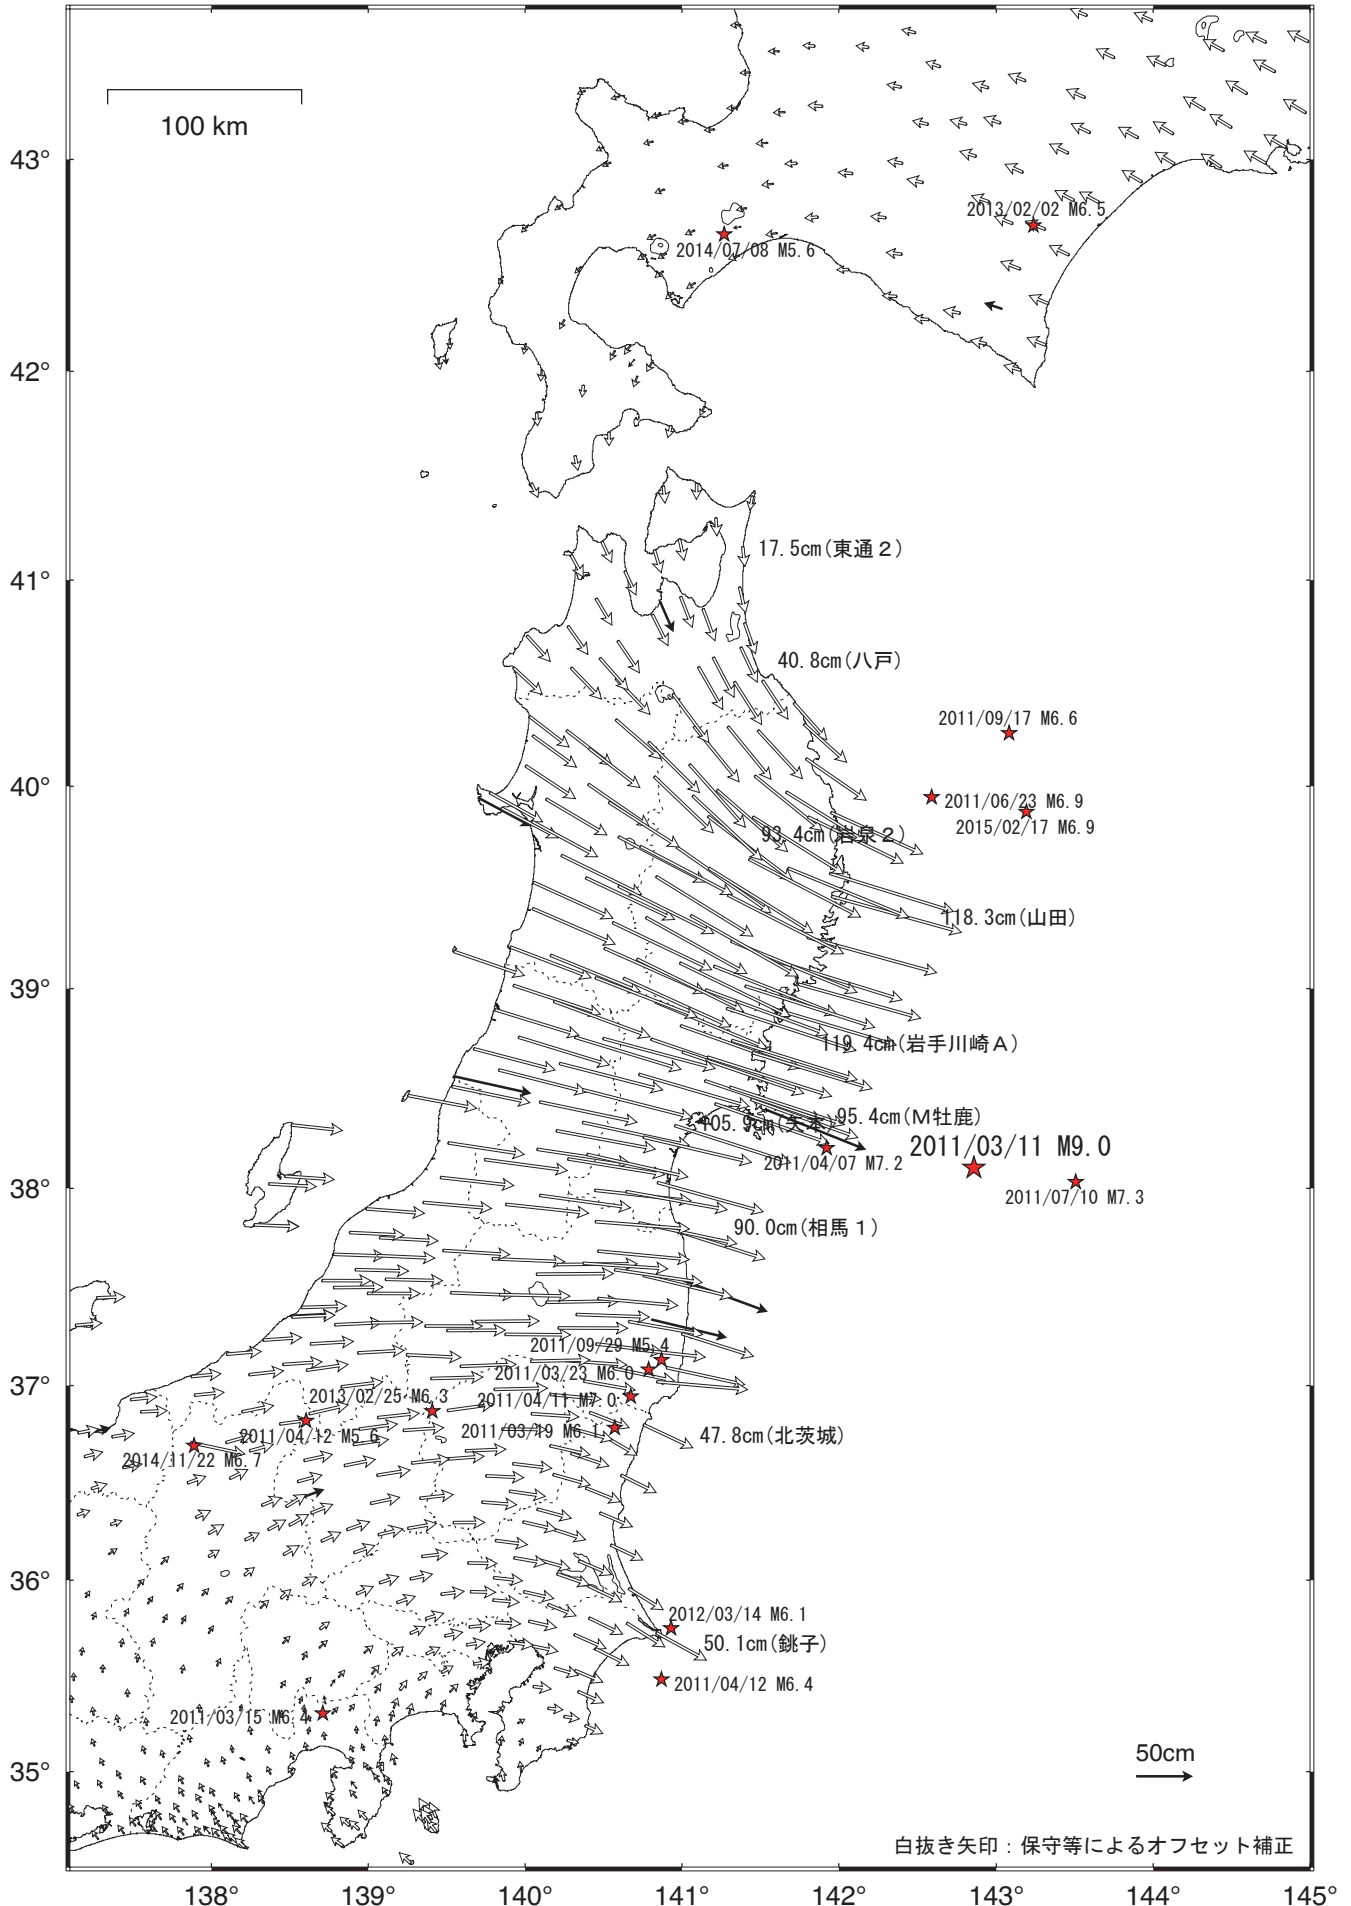 100 km
43°
2013/02/02 M6.5
2014/07/08 M5.6
42°
17.5cm(東通２)
41°
40.8cm(八戸)
2011/09/17 M6.6
40°
2011/06/23 M6.9
2015/02/17 M6.9
93.4cm(岩泉２)
118.3cm(山田)
39°
119.4cm(岩手川崎Ａ)
95.4cm(Ｍ牡鹿)
105.9cm(矢本)
2011/03/11 M9.0
2011/04/07 M7.2
38°
2011/07/10 M7.3
90.0cm(相馬１)
2011/09/29 M5.4
2011/03/23 M6.0
37°
2013/02/25 M6.3
2011/04/11 M7.0
2011/03/19 M6.1
2011/04/12 M5.6
47.8cm(北茨城)
2014/11/22 M6.7
36°
2012/03/14 M6.1
50.1cm(銚子)
2011/04/12 M6.4
2011/03/15 M6.4
50cm
35°
白抜き矢印：保守等によるオフセット補正
138° 139° 140° 141° 142° 143° 144° 145°